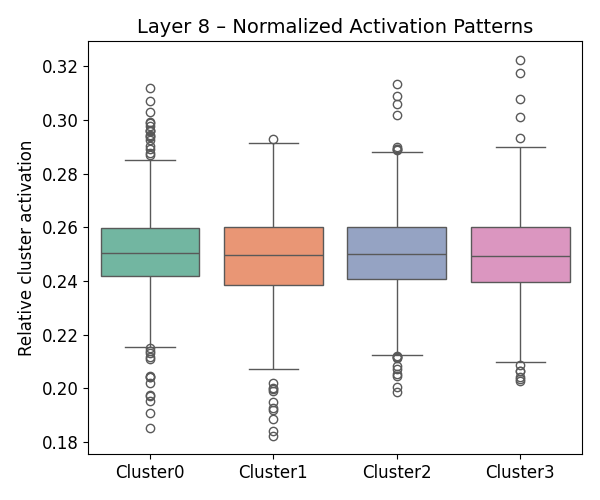 Layer 8 – Normalized Activation Patterns
Relative cluster activation
0.32
0.30
0.28
0.26
0.24
0.22
0.20
0.18
Cluster0 Cluster1 Cluster2 Cluster3